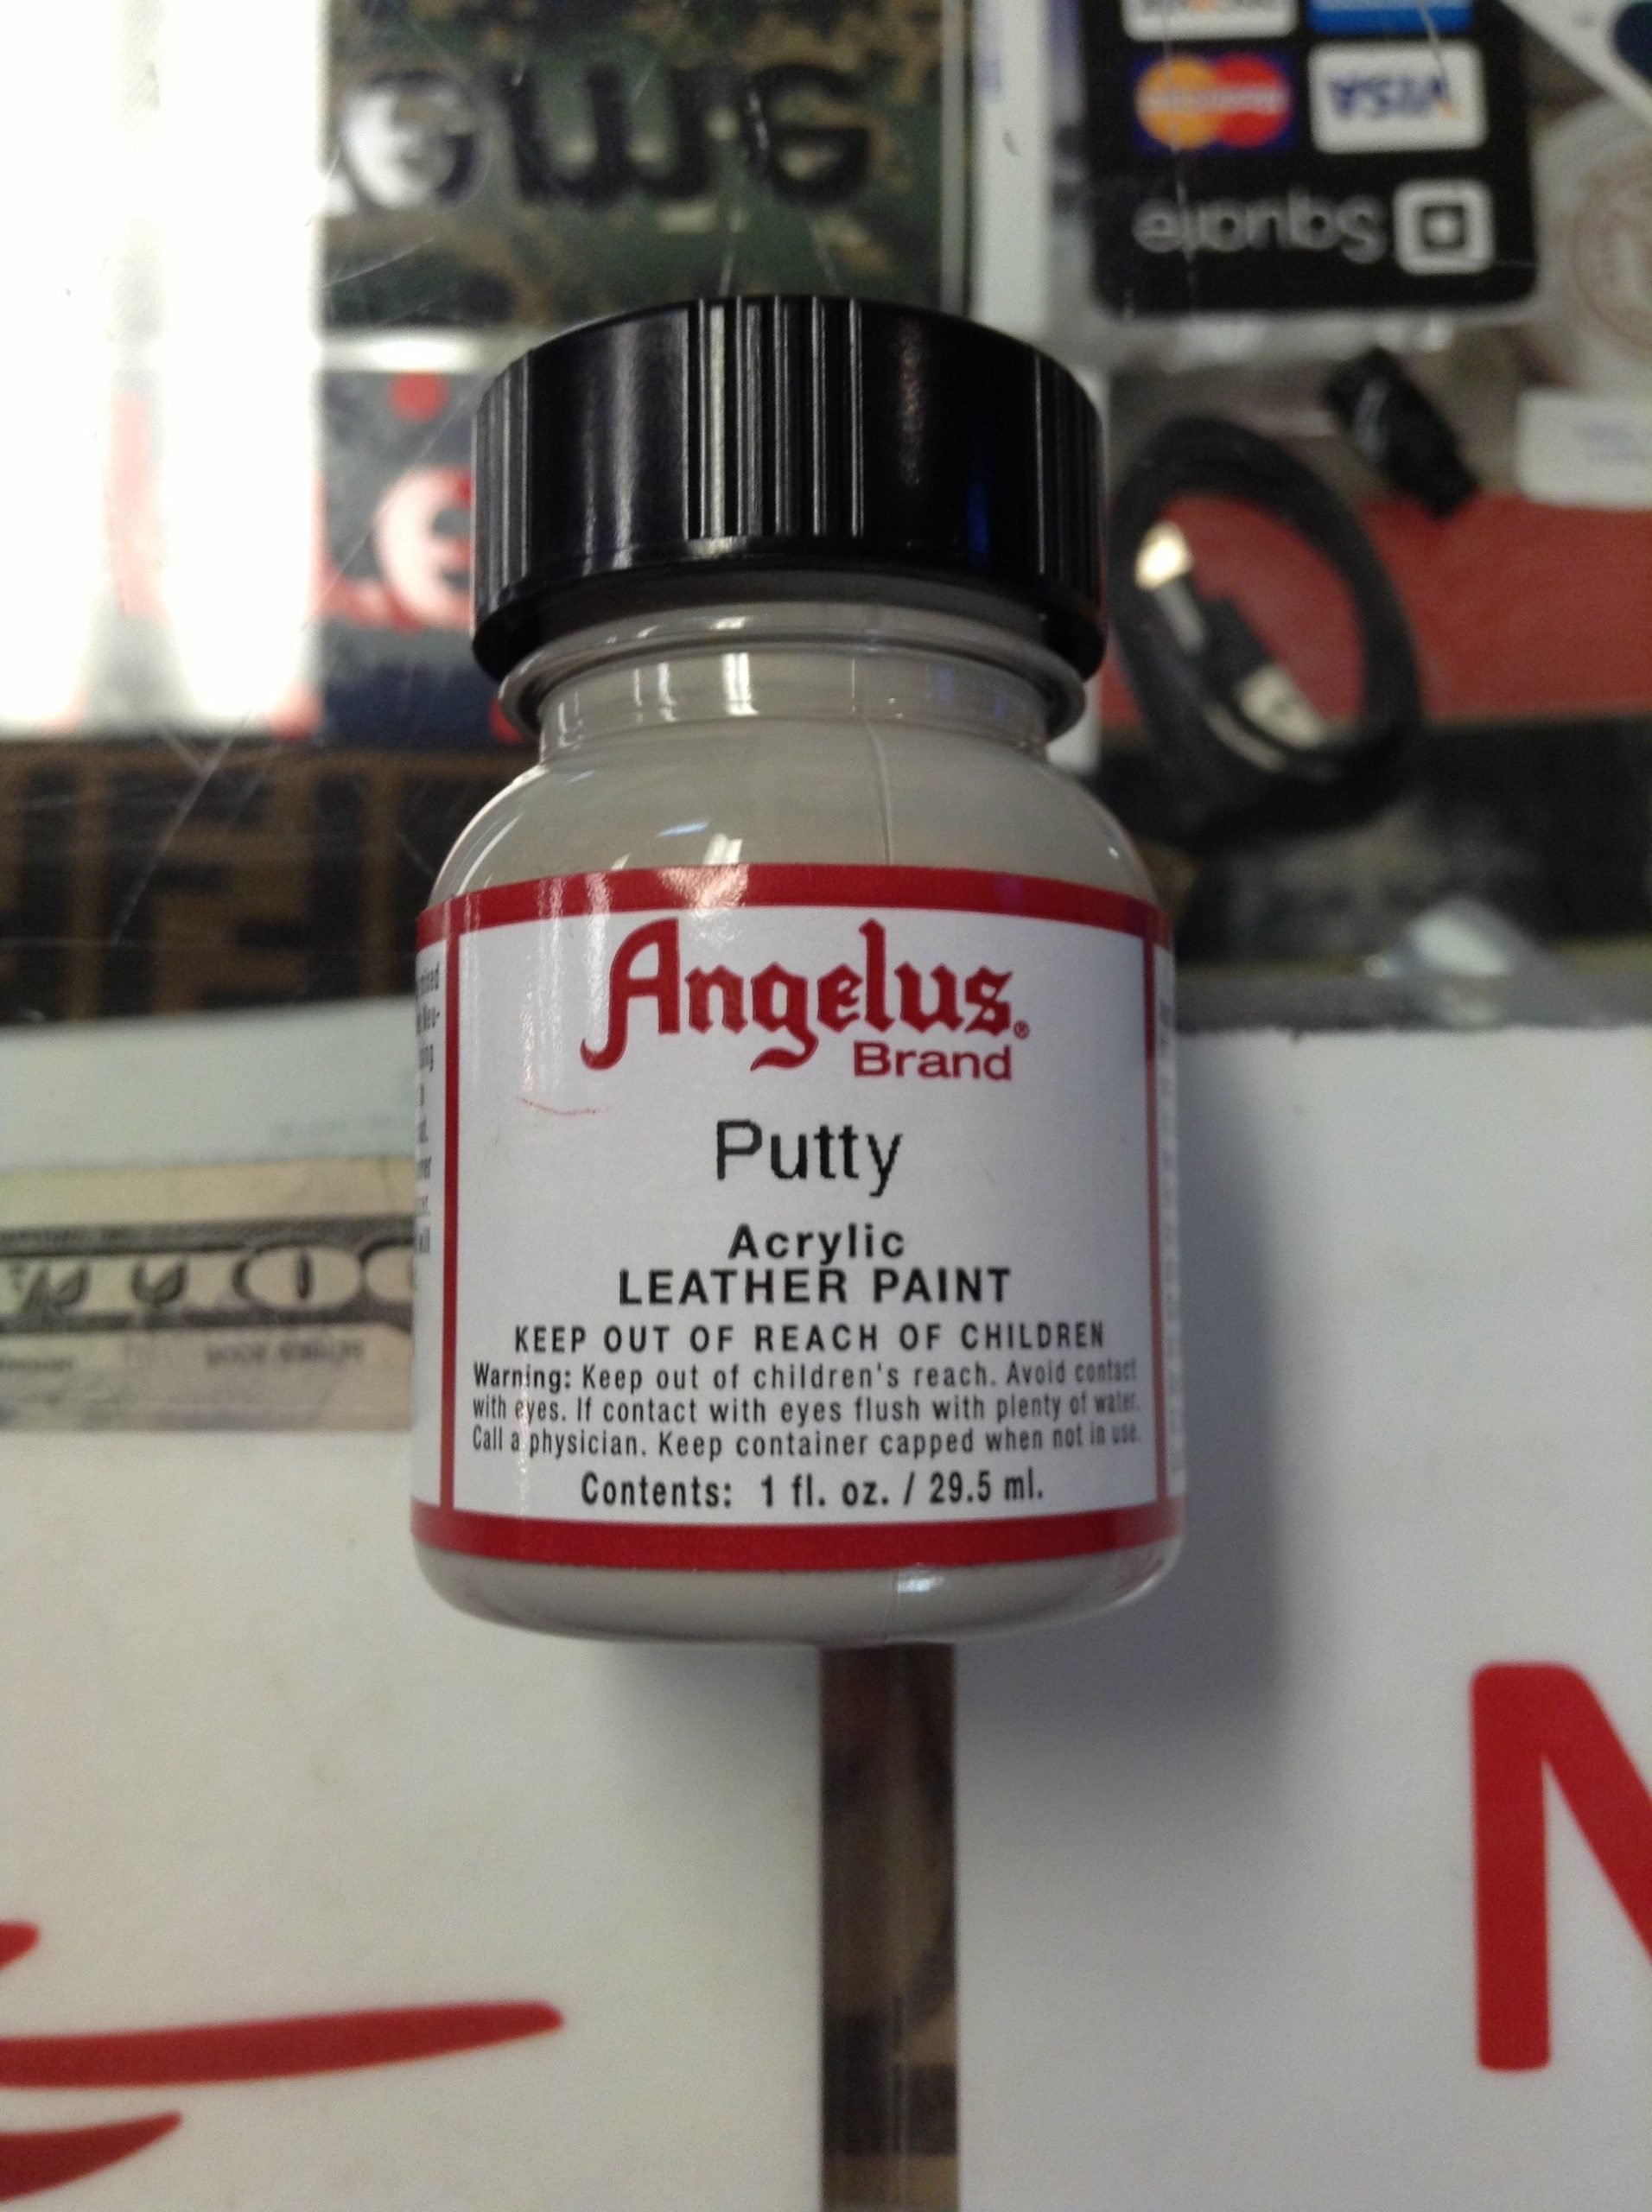 MasterCard
VISA
Square
Le
Angelus®
Brand
Putty
Acrylic
LEATHER PAINT
KEEP OUT OF REACH OF CHILDREN
Warning: Keep out of children's reach. Avoid contact
with eyes. If contact with eyes flush with plenty of water.
Call a physician. Keep container capped when not in use.
Contents: 1 fl. oz. / 29.5 ml.